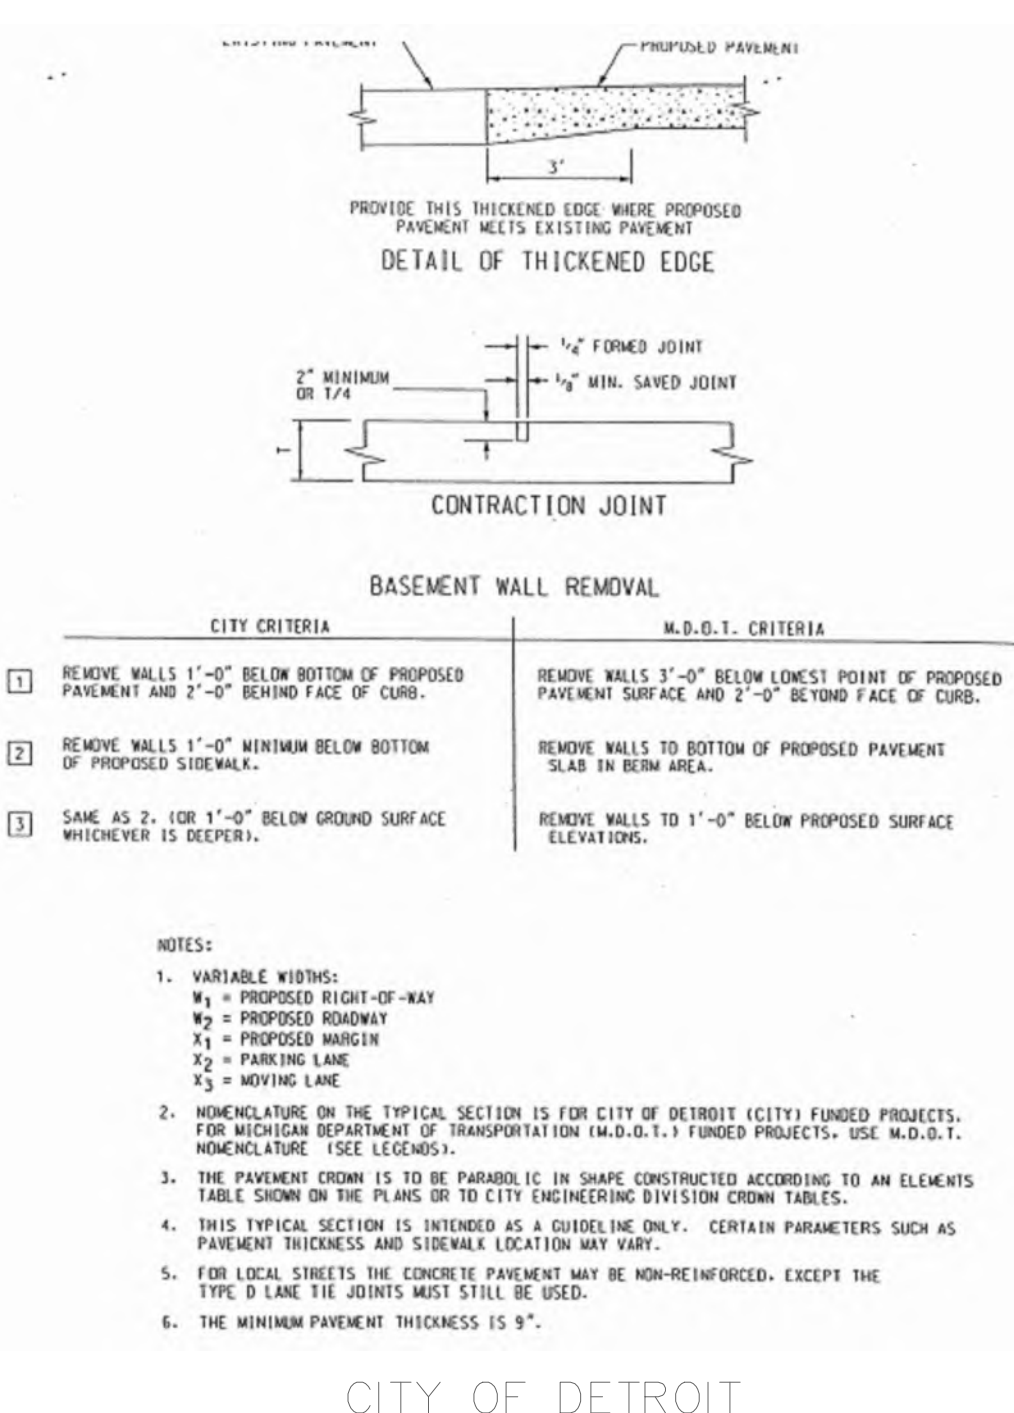 PROPOSED PAVEMENT
3'
PROVIDE THIS THICKENED EDGE WHERE PROPOSED
PAVEMENT MEETS EXISTING PAVEMENT
DETAIL OF THICKENED EDGE
1/4" FORMED JOINT
2" MINIMUM
OR T/4
1/8" MIN. SAVED JOINT
T
CONTRACTION JOINT
BASEMENT WALL REMOVAL
CITY CRITERIA
M.D.O.T. CRITERIA
1
REMOVE WALLS 1'-0" BELOW BOTTOM OF PROPOSED
PAVEMENT AND 2'-0" BEHIND FACE OF CURB.
REMOVE WALLS 3'-0" BELOW LOWEST POINT OF PROPOSED
PAVEMENT SURFACE AND 2'-0" BEYOND FACE OF CURB.
2
REMOVE WALLS 1'-0" MINIMUM BELOW BOTTOM
OF PROPOSED SIDEWALK.
REMOVE WALLS TO BOTTOM OF PROPOSED PAVEMENT
SLAB IN BERM AREA.
3
SAME AS 2. (OR 1'-0" BELOW GROUND SURFACE
WHICHEVER IS DEEPER).
REMOVE WALLS TO 1'-0" BELOW PROPOSED SURFACE
ELEVATIONS.
NOTES:
1. VARIABLE WIDTHS:
W1 = PROPOSED RIGHT-OF-WAY
W2 = PROPOSED ROADWAY
X1 = PROPOSED MARGIN
X2 = PARKING LANE
X3 = MOVING LANE
2. NOMENCLATURE ON THE TYPICAL SECTION IS FOR CITY OF DETROIT (CITY) FUNDED PROJECTS.
FOR MICHIGAN DEPARTMENT OF TRANSPORTATION (M.D.O.T.) FUNDED PROJECTS. USE M.D.O.T.
NOMENCLATURE (SEE LEGENDS).
3. THE PAVEMENT CROWN IS TO BE PARABOLIC IN SHAPE CONSTRUCTED ACCORDING TO AN ELEMENTS
TABLE SHOWN ON THE PLANS OR TO CITY ENGINEERING DIVISION CROWN TABLES.
4. THIS TYPICAL SECTION IS INTENDED AS A GUIDELINE ONLY. CERTAIN PARAMETERS SUCH AS
PAVEMENT THICKNESS AND SIDEWALK LOCATION MAY VARY.
5. FOR LOCAL STREETS THE CONCRETE PAVEMENT MAY BE NON-REINFORCED. EXCEPT THE
TYPE D LANE TIE JOINTS MUST STILL BE USED.
6. THE MINIMUM PAVEMENT THICKNESS IS 9".
CITY OF DETROIT